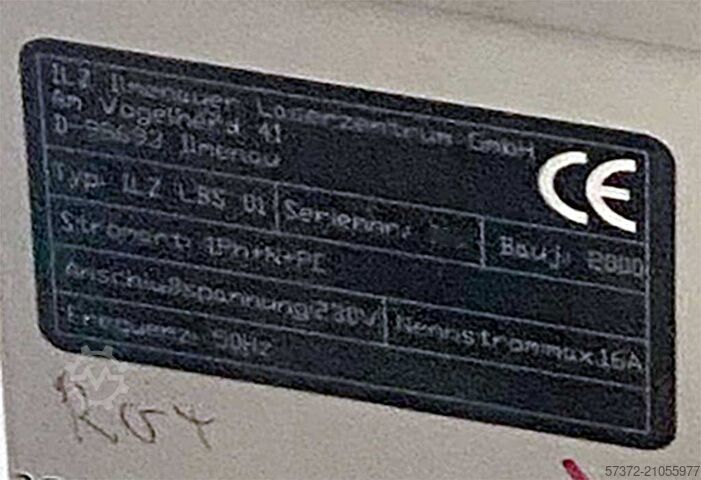 ILZ Ilmenauer Laserzentrum GmbH
Am Vogelherd 41
D-98693 Ilmenau
Typ: ILZ LBS 01 Seriennr: Bauj. 2000
Stromart: 1Ph+N+PE
Anschlußspannung 230V Nennstrom max 16A
Frequenz: 50Hz
CE
57372-21055977